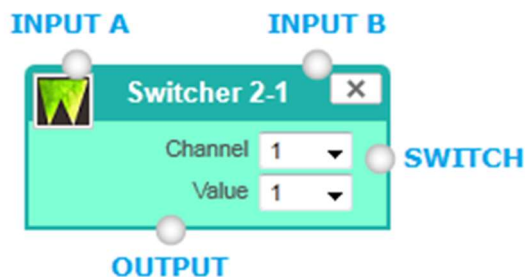 INPUT A INPUT B
Switcher 2-1 ×
Channel 1
SWITCH
Value 1
OUTPUT